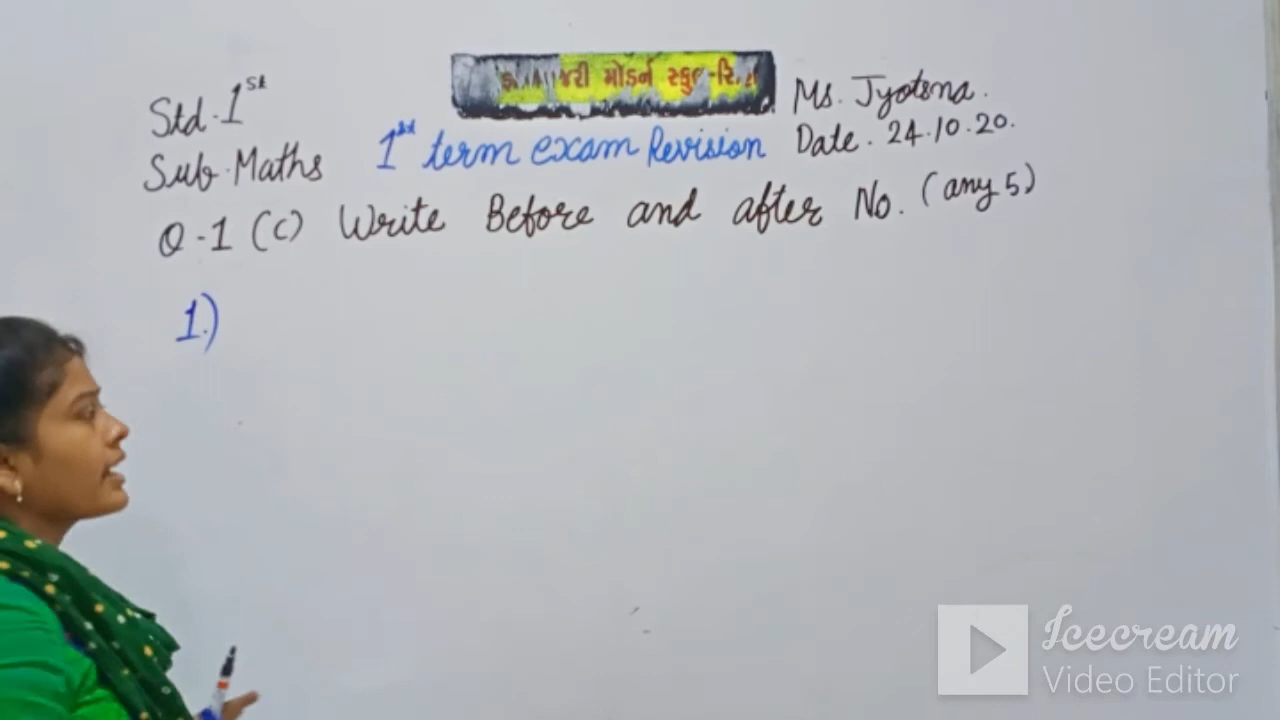 મોડર્ન સ્કુલ
Std. 1st
Ms. Jyotsna.
Sub. Maths
1st term exam Revision
Date. 24.10.20.
Q-1 (C) Write Before and after No. (any 5)
1.)
Icecream
Video Editor